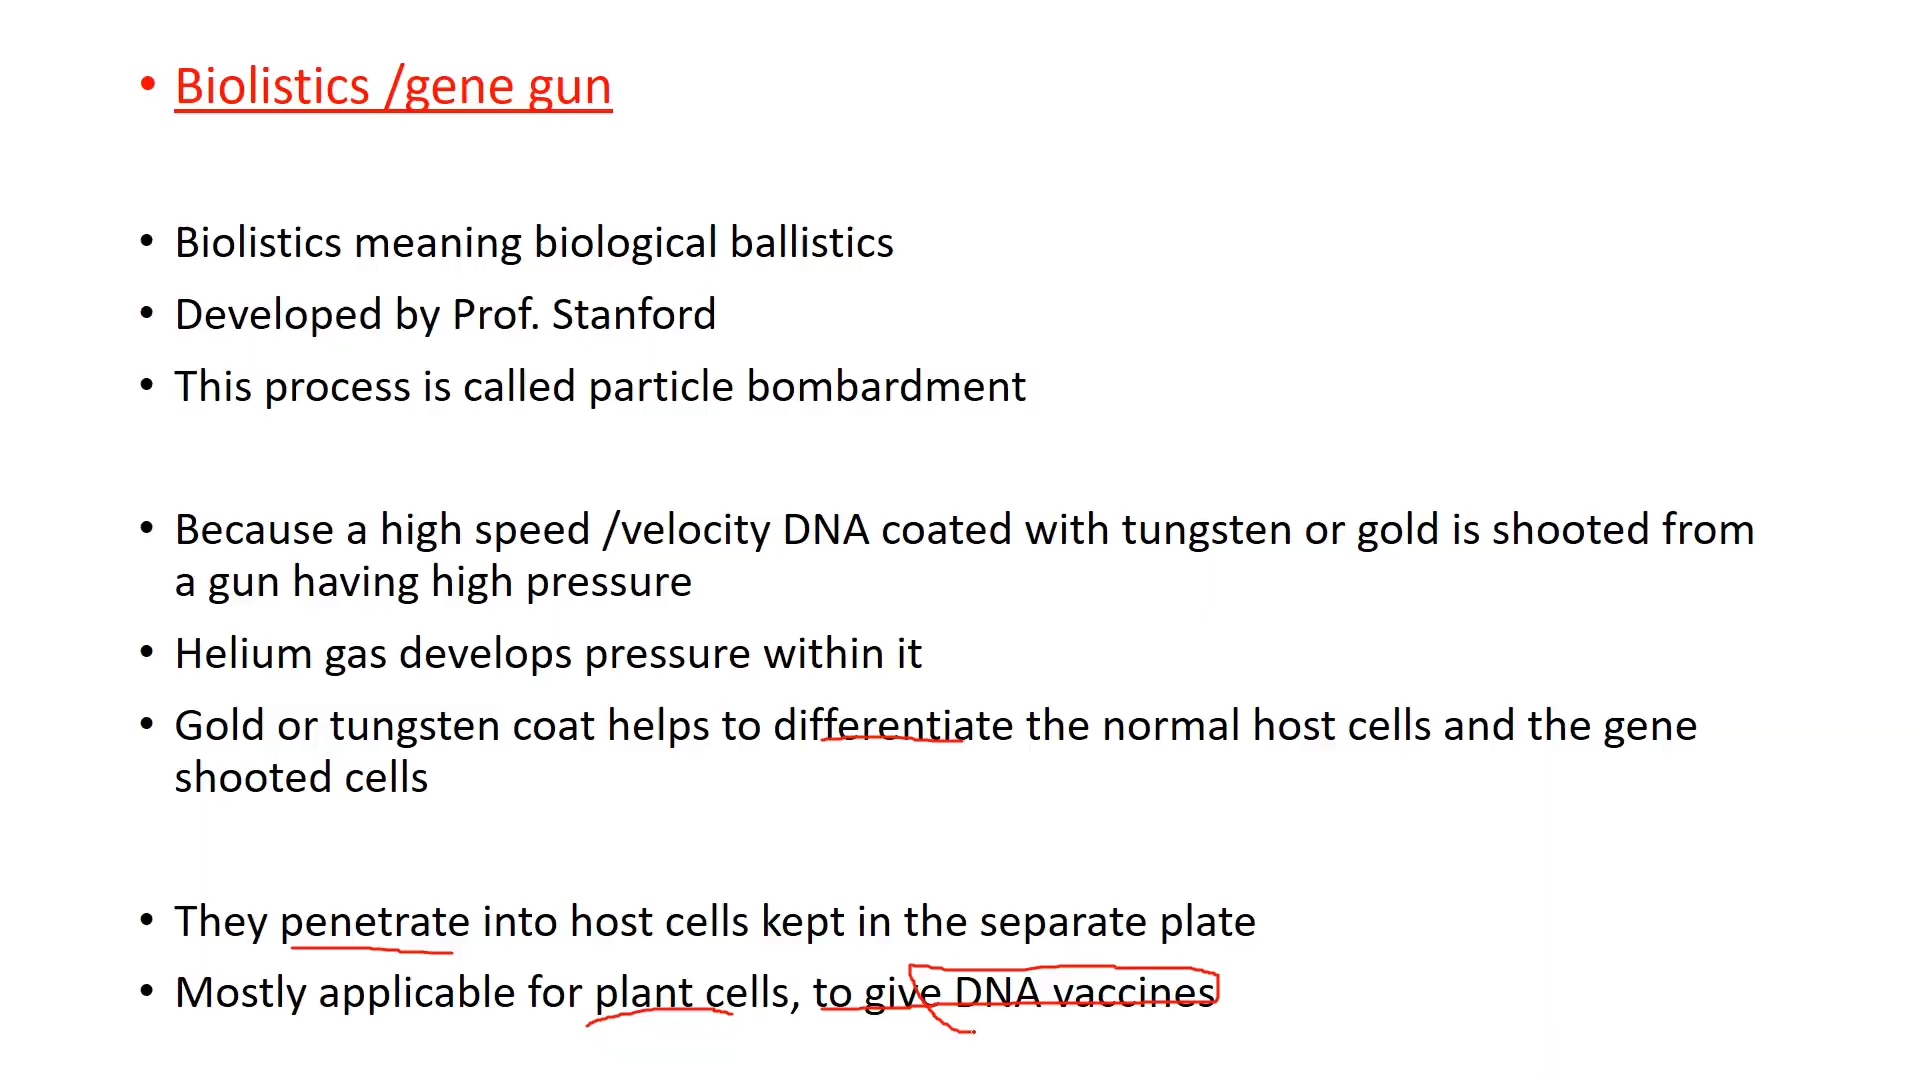 • Biolistics /gene gun
• Biolistics meaning biological ballistics
• Developed by Prof. Stanford
• This process is called particle bombardment
• Because a high speed /velocity DNA coated with tungsten or gold is shooted from
a gun having high pressure
• Helium gas develops pressure within it
• Gold or tungsten coat helps to differentiate the normal host cells and the gene
shooted cells
• They penetrate into host cells kept in the separate plate
• Mostly applicable for plant cells, to give DNA vaccines